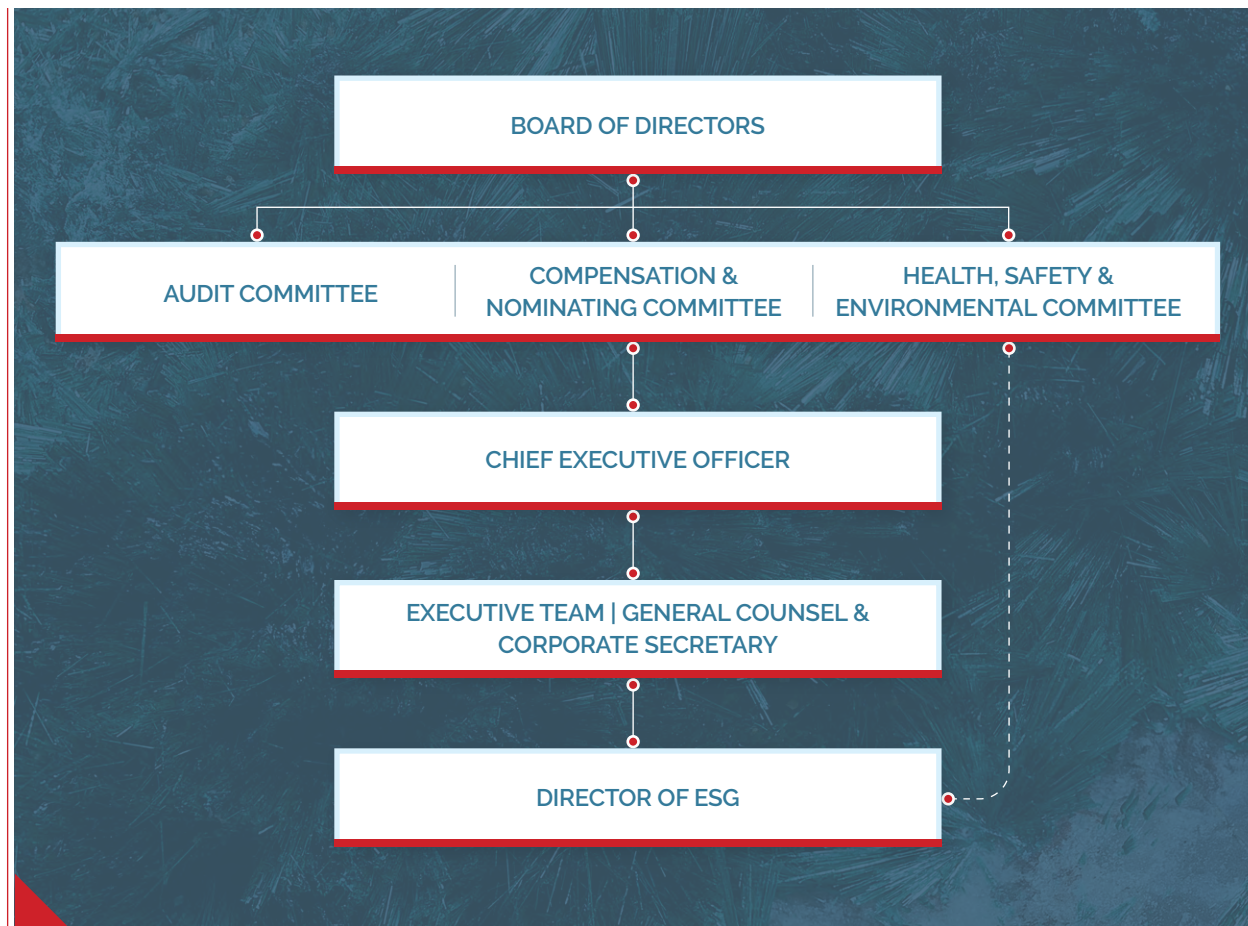 BOARD OF DIRECTORS
AUDIT COMMITTEE
COMPENSATION &
NOMINATING COMMITTEE
HEALTH, SAFETY &
ENVIRONMENTAL COMMITTEE
CHIEF EXECUTIVE OFFICER
EXECUTIVE TEAM | GENERAL COUNSEL &
CORPORATE SECRETARY
DIRECTOR OF ESG